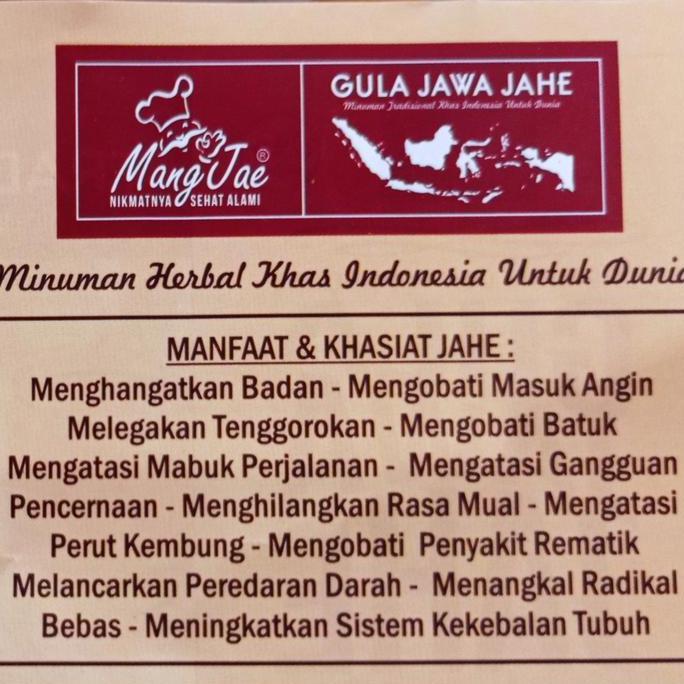 MangJae®
NIKMATNYA SEHAT ALAMI
GULA JAWA JAHE
Minuman Tradisional Khas Indonesia Untuk Dunia
Minuman Herbal Khas Indonesia Untuk Dunia
MANFAAT & KHASIAT JAHE :
Menghangatkan Badan - Mengobati Masuk Angin
Melegakan Tenggorokan - Mengobati Batuk
Mengatasi Mabuk Perjalanan - Mengatasi Gangguan
Pencernaan - Menghilangkan Rasa Mual - Mengatasi
Perut Kembung - Mengobati Penyakit Rematik
Melancarkan Peredaran Darah - Menangkal Radikal
Bebas - Meningkatkan Sistem Kekebalan Tubuh